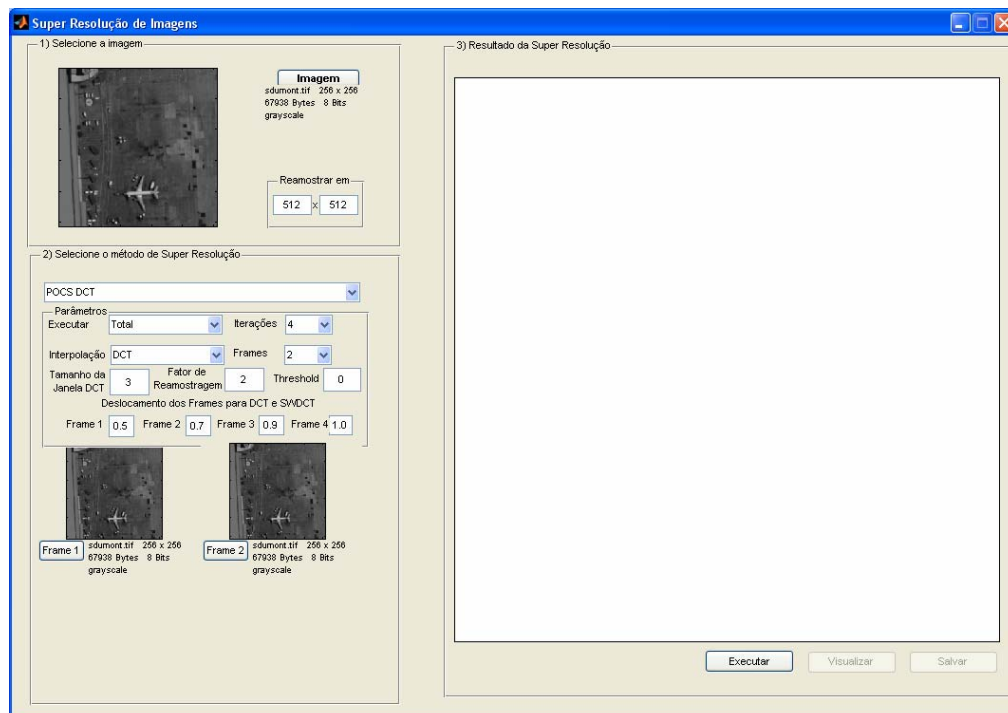 Super Resolução de Imagens
1) Selecione a imagem
Imagem
sdumont.tif 256 x 256
67938 Bytes 8 Bits
grayscale
Reamostrar em
512 x 512
2) Selecione o método de Super Resolução
POCS DCT
Parâmetros
Executar Total Iterações 4
Interpolação DCT Frames 2
Tamanho da Janela DCT 3 Fator de Reamostragem 2 Threshold 0
Deslocamento dos Frames para DCT e SWDCT
Frame 1 0.5 Frame 2 0.7 Frame 3 0.9 Frame 4 1.0
Frame 1 sdumont.tif 256 x 256
67938 Bytes 8 Bits
grayscale
Frame 2 sdumont.tif 256 x 256
67938 Bytes 8 Bits
grayscale
3) Resultado da Super Resolução
Executar Visualizar Salvar